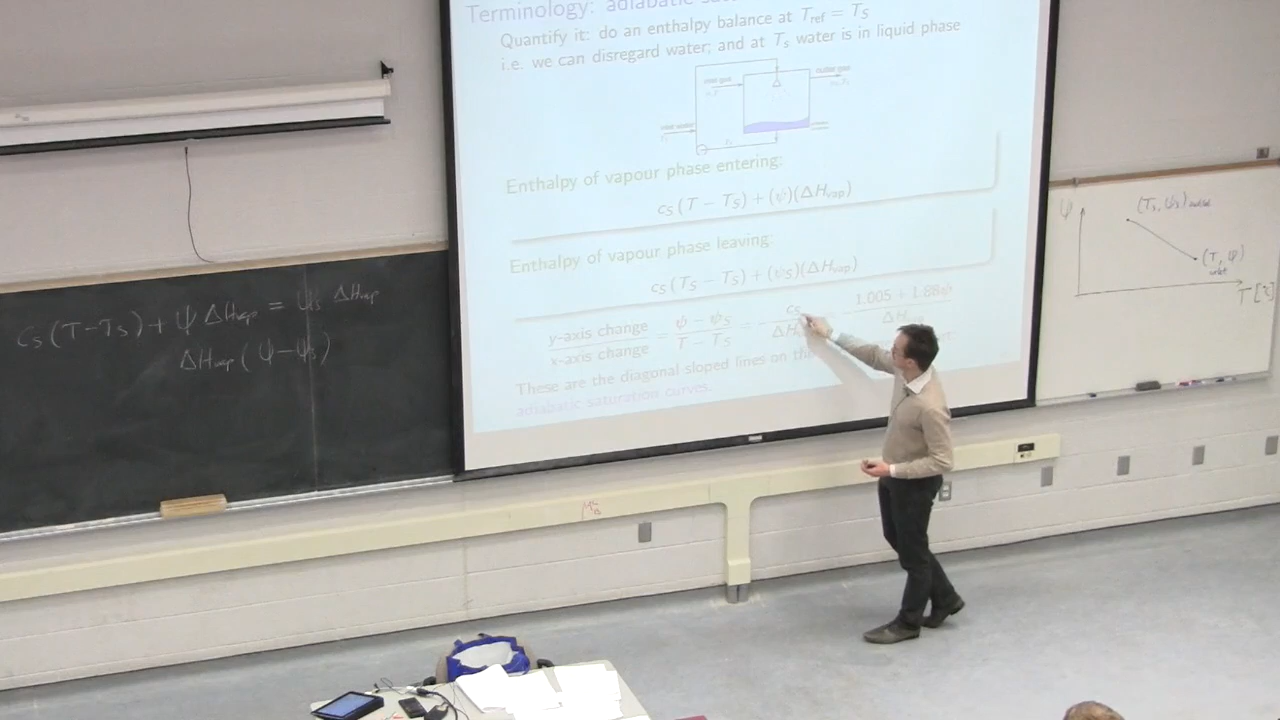 Terminology: adiabatic
Quantify it: do an enthalpy balance at T_ref = T_S
i.e. we can disregard water; and at T_s water is in liquid phase
inlet gas
outlet gas
Enthalpy of vapour phase entering:
c_S (T − T_S) + (ψ)(ΔH_vap)
Enthalpy of vapour phase leaving:
c_S (T_S − T_S) + (ψ_S)(ΔH_vap)
y-axis change / x-axis change = ψ − ψ_S / T − T_S = − c_S / ΔH 1.005 + 1.88ψ / ΔH_vap
These are the diagonal sloped lines on the
adiabatic saturation curves.
c_S (T − T_S) + ψ ΔH_vap = ψ_S ΔH_vap
ΔH_vap (ψ − ψ_S)
ψ
(T_S, ψ_S) outlet
(T, ψ)
inlet
T [°C]